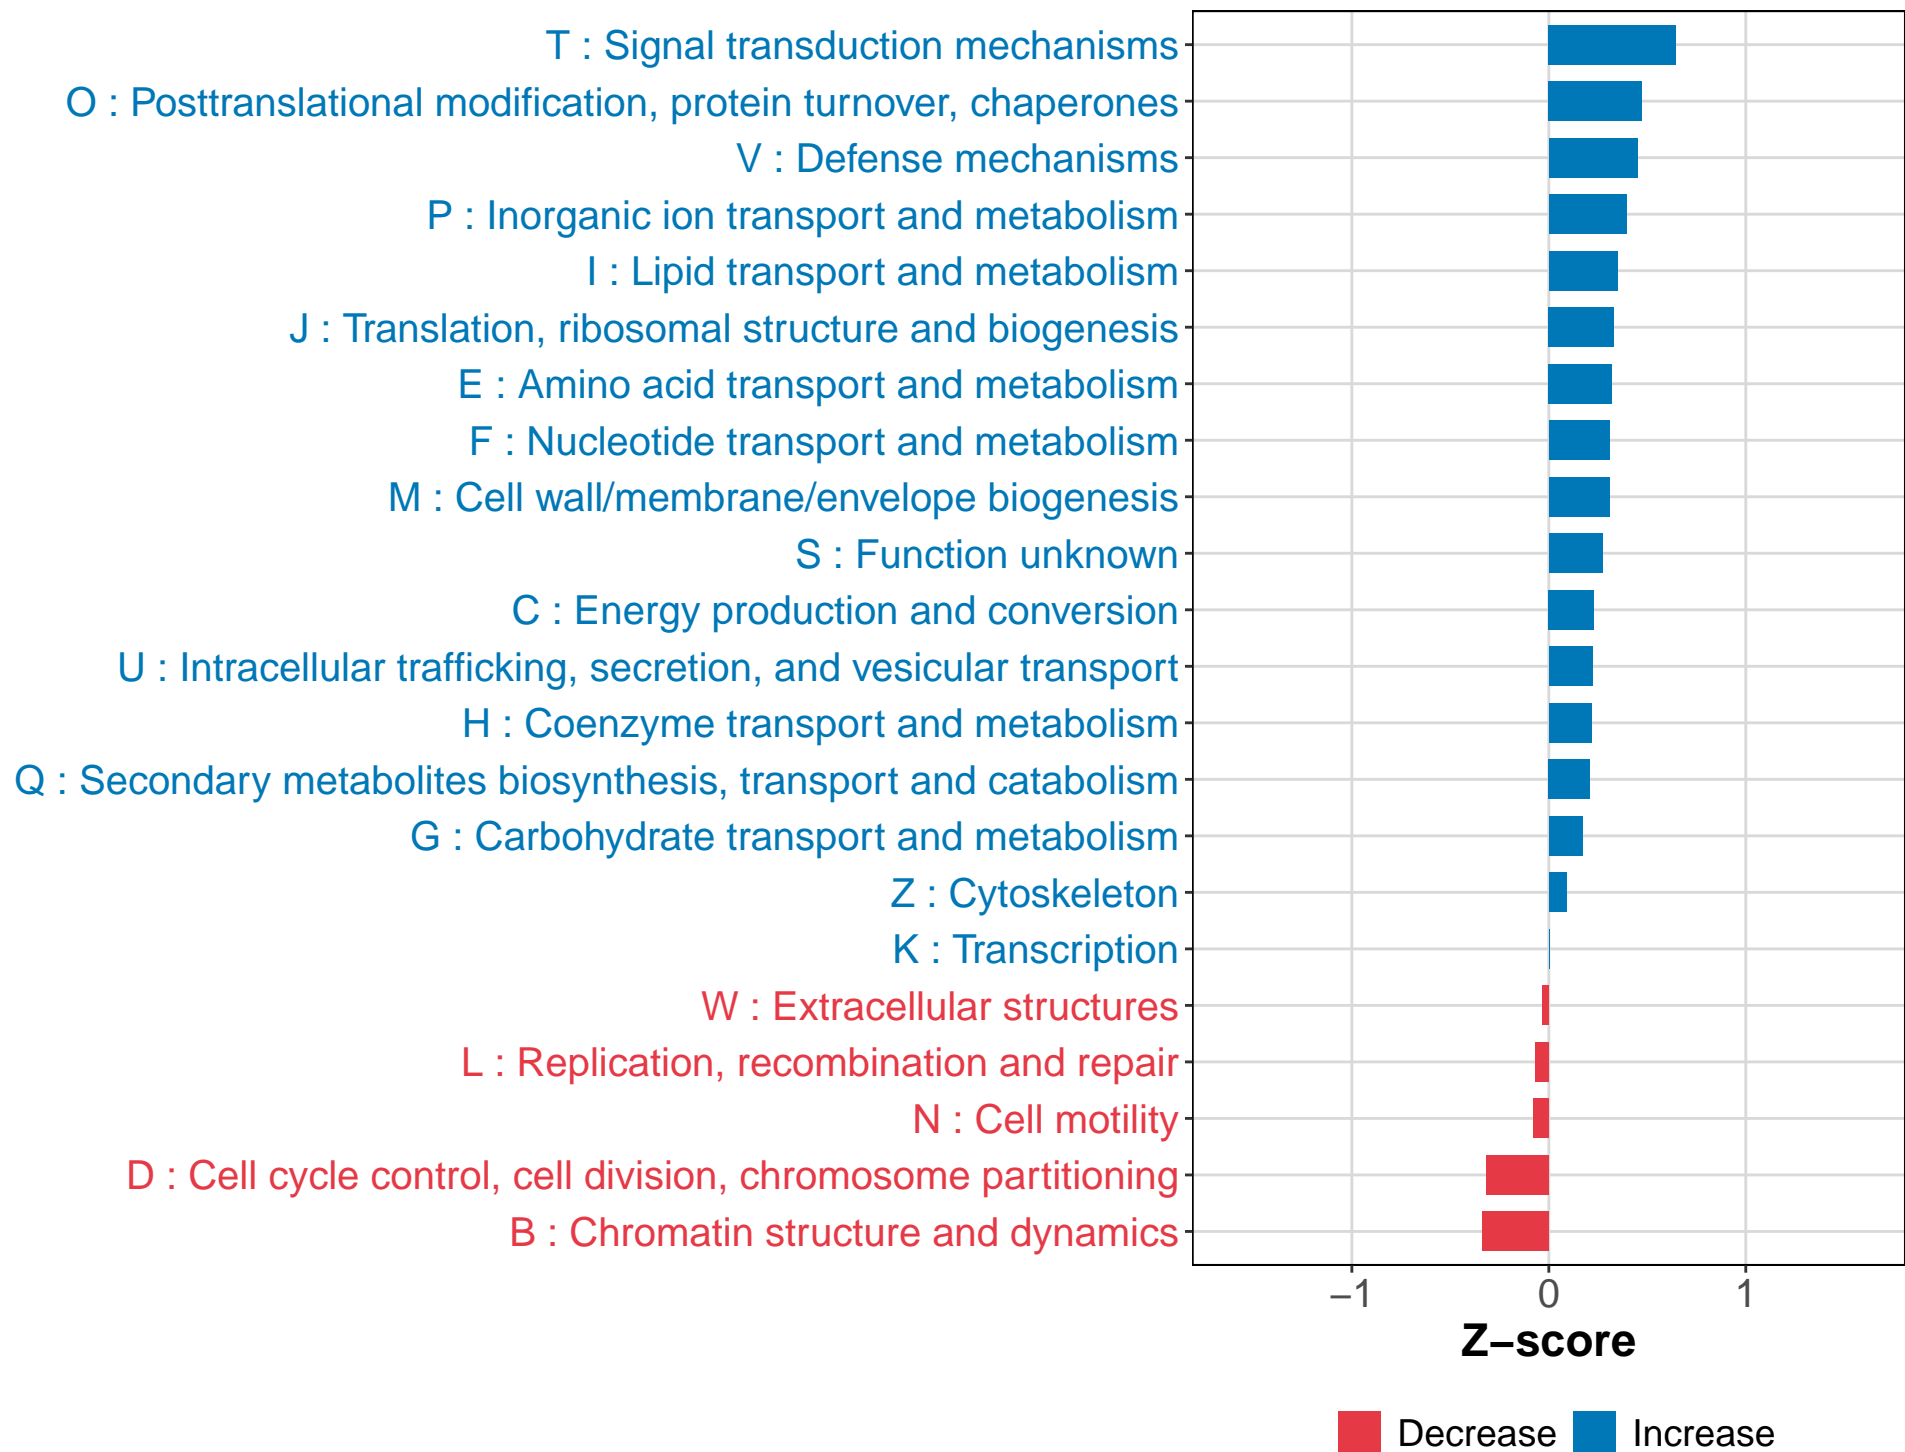 T : Signal transduction mechanisms
O : Posttranslational modification, protein turnover, chaperones
V : Defense mechanisms
P : Inorganic ion transport and metabolism
I : Lipid transport and metabolism
J : Translation, ribosomal structure and biogenesis
E : Amino acid transport and metabolism
F : Nucleotide transport and metabolism
M : Cell wall/membrane/envelope biogenesis
S : Function unknown
C : Energy production and conversion
U : Intracellular trafficking, secretion, and vesicular transport
H : Coenzyme transport and metabolism
Q : Secondary metabolites biosynthesis, transport and catabolism
G : Carbohydrate transport and metabolism
Z : Cytoskeleton
K : Transcription
W : Extracellular structures
L : Replication, recombination and repair
N : Cell motility
D : Cell cycle control, cell division, chromosome partitioning
B : Chromatin structure and dynamics
−1 0 1
Z−score
Decrease Increase